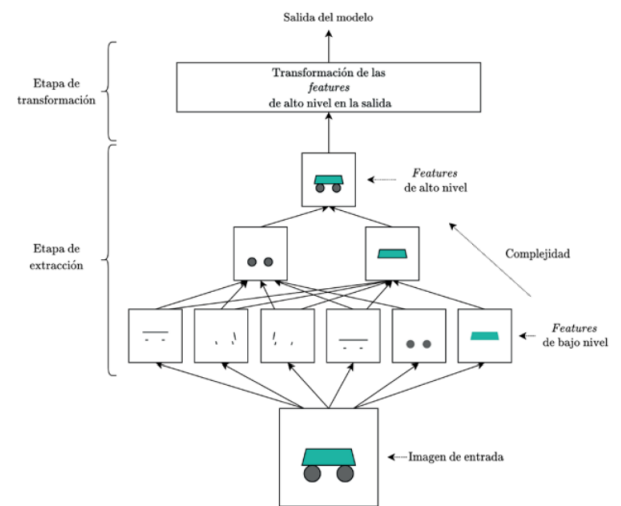 Salida del modelo
Etapa de
transformación
Transformación de las
features
de alto nivel en la salida
Features
de alto nivel
Etapa de
extracción
Complejidad
Features
de bajo nivel
Imagen de entrada